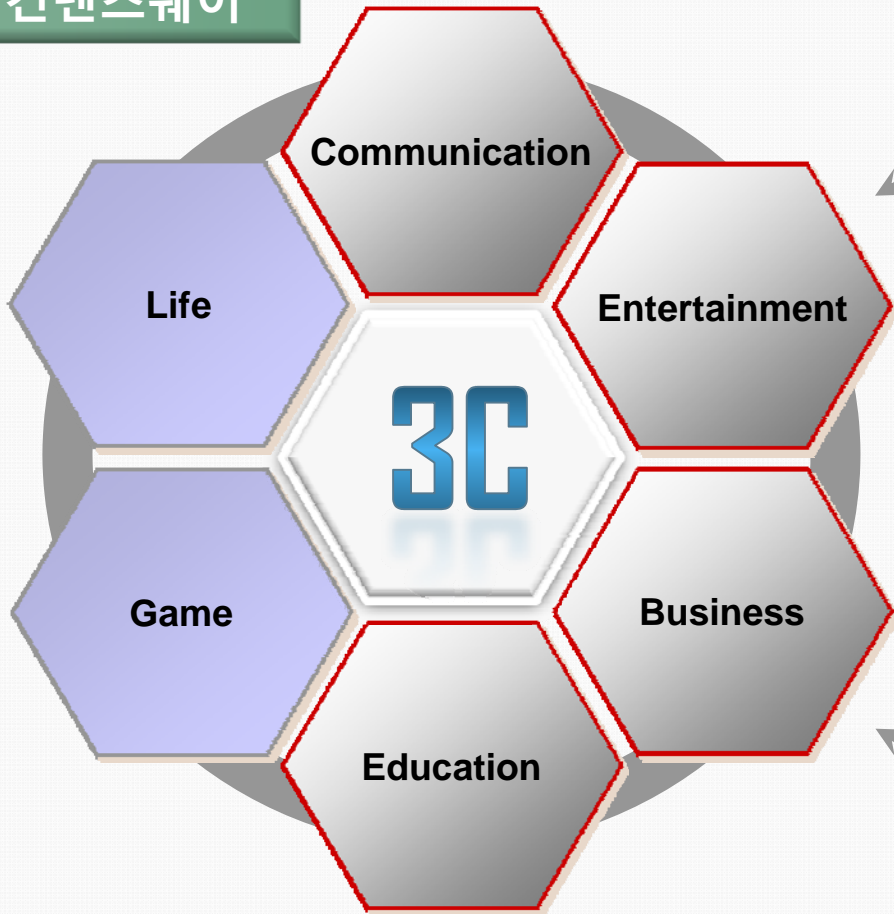 Communication
Life
Entertainment
3C
Game
Business
Education